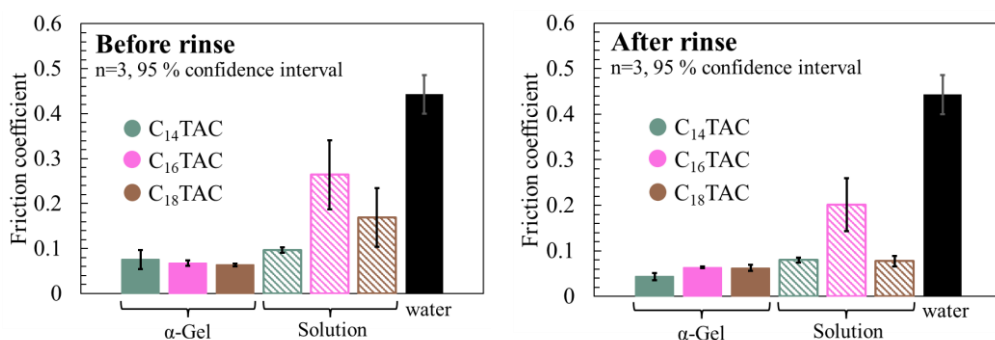 Before rinse
n=3, 95 % confidence interval
Friction coefficient
0.6
0.5
0.4
0.3
0.2
0.1
0
C₁₄TAC
C₁₆TAC
C₁₈TAC
α-Gel
Solution
water
After rinse
n=3, 95 % confidence interval
Friction coefficient
0.6
0.5
0.4
0.3
0.2
0.1
0
C₁₄TAC
C₁₆TAC
C₁₈TAC
α-Gel
Solution
water